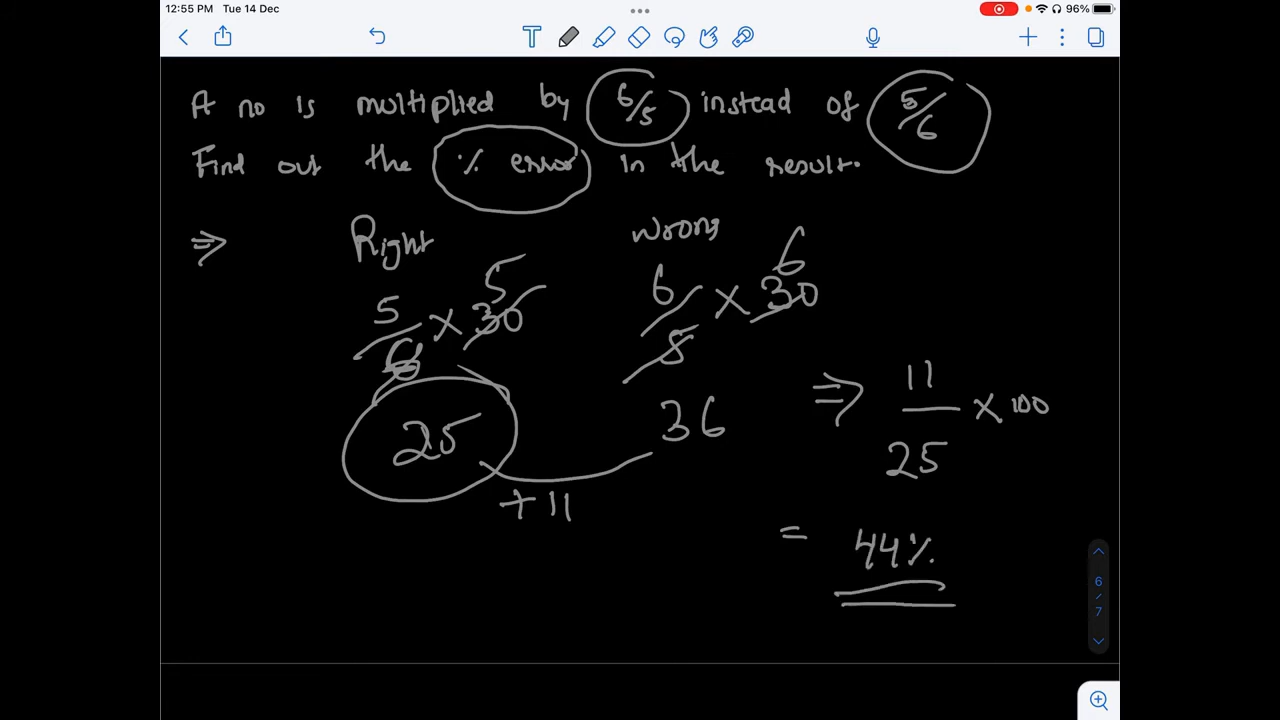 12:55 PM Tue 14 Dec
96%
A no is multiplied by 6/5 instead of 5/6
Find out the % error in the result.
⇒ Right wrong
5/6 × 30 5
6/5 × 30 6
25 36
+11
⇒ 11/25 × 100
= 44%
6 / 7